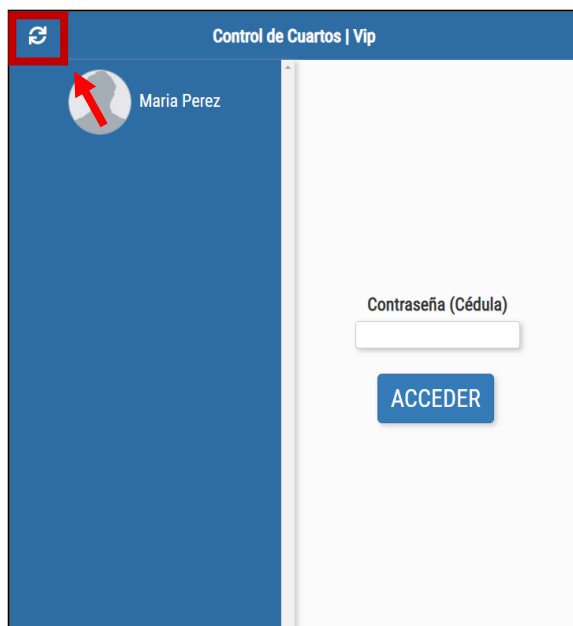 Control de Cuartos | Vip
Maria Perez
Contraseña (Cédula)
ACCEDER